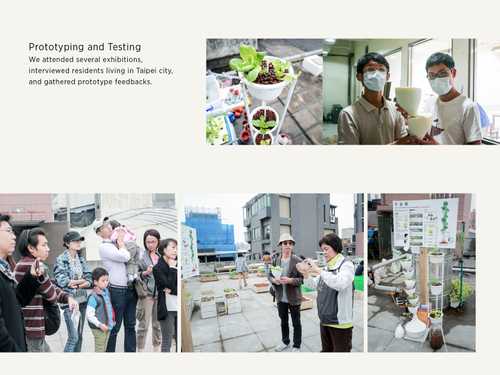 Prototyping and Testing
We attended several exhibitions,
interviewed residents living in Taipei city,
and gathered prototype feedbacks.